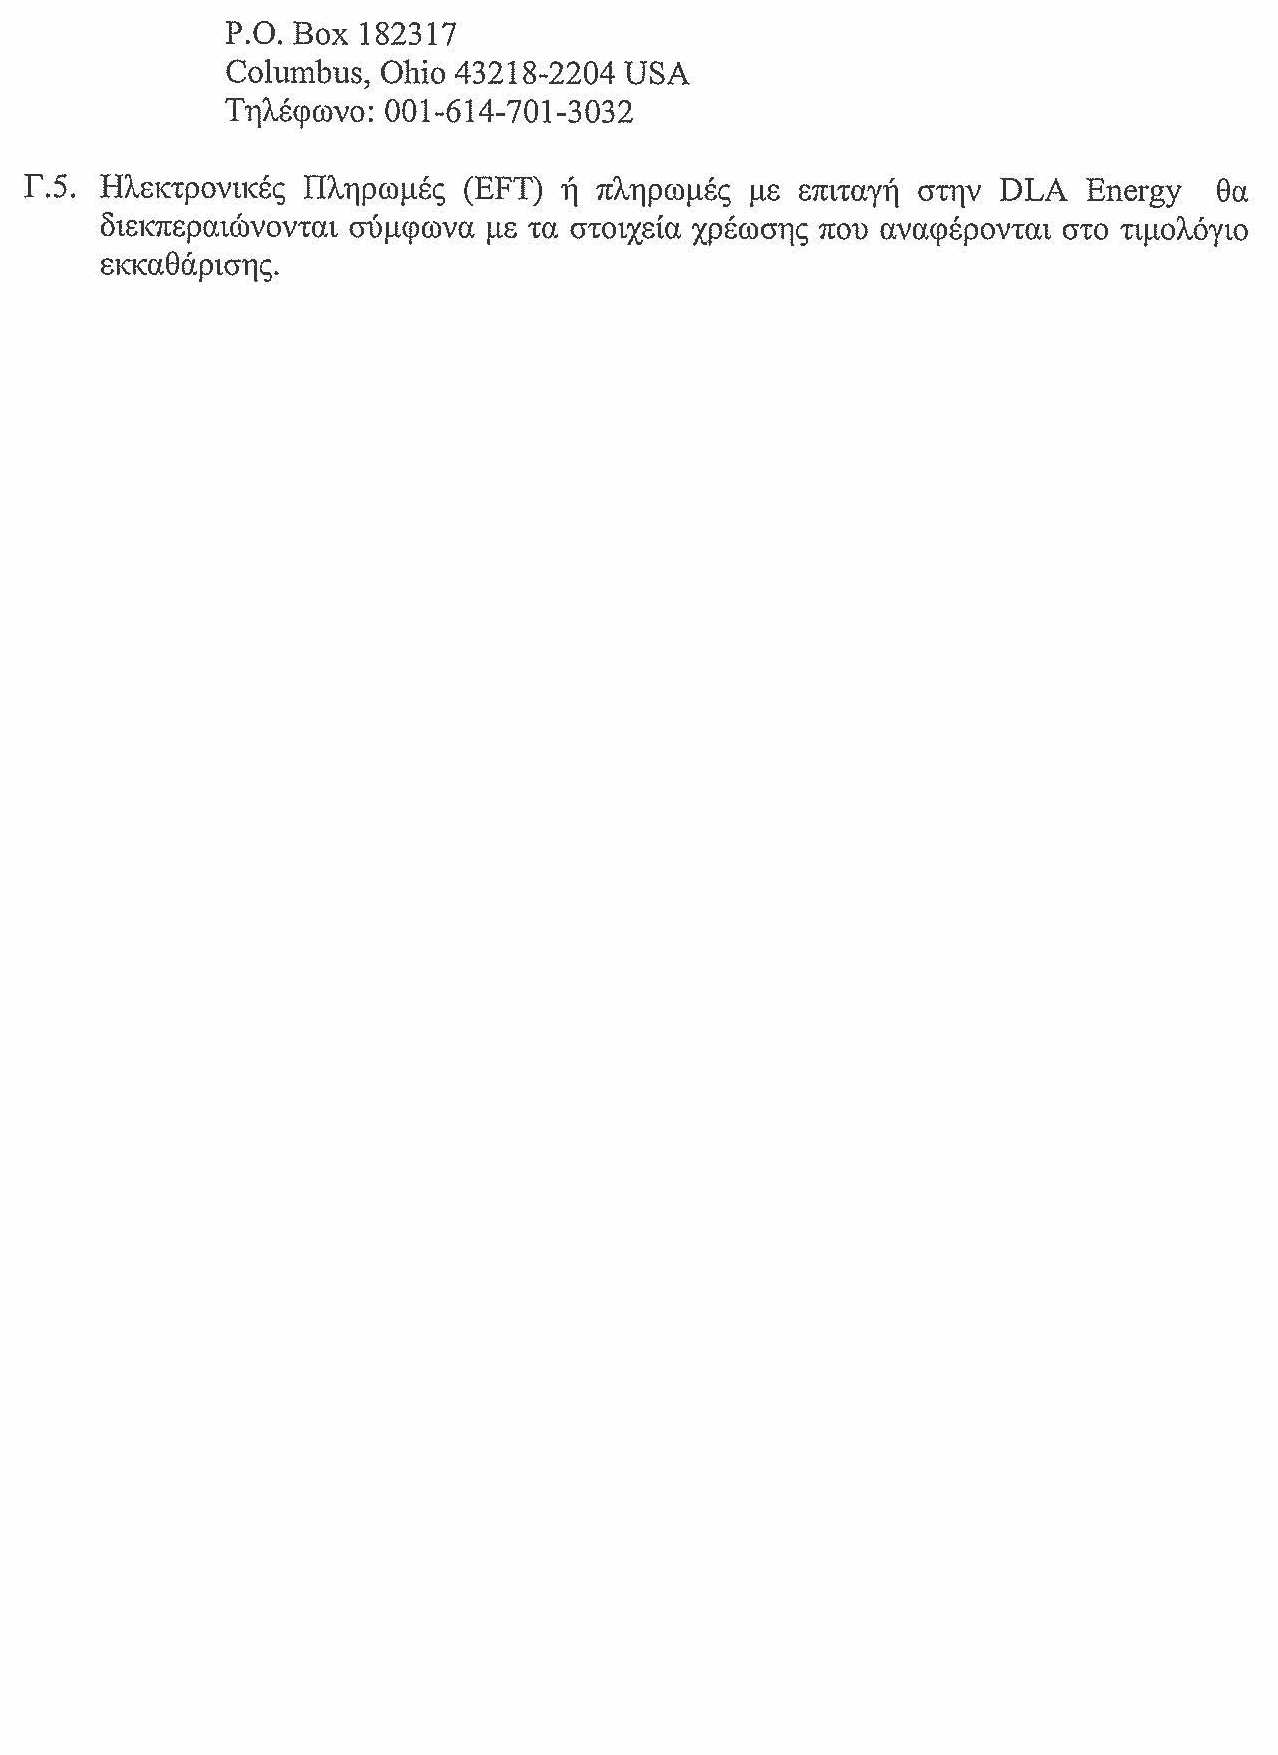 P.O. Box 182317
Columbus, Ohio 43218-2204 USA
Τηλέφωνο: 001-614-701-3032
Γ.5. Ηλεκτρονικές Πληρωμές (EFT) ή πληρωμές με επιταγή στην DLA Energy θα
διεκπεραιώνονται σύμφωνα με τα στοιχεία χρέωσης που αναφέρονται στο τιμολόγιο
εκκαθάρισης.